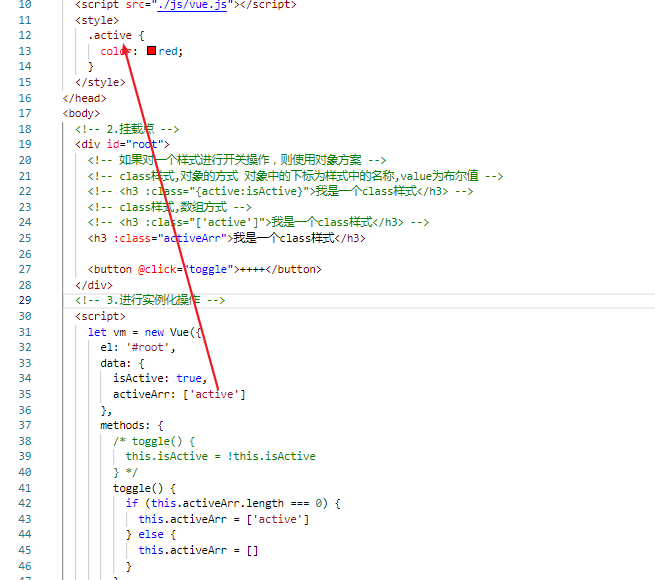 10 <script src="./js/vue.js"></script>
11 <style>
12 .active {
13 color: red;
14 }
15 </style>
16 </head>
17 <body>
18 <!-- 2.挂载点 -->
19 <div id="root">
20 <!-- 如果对一个样式进行开关操作，则使用对象方案 -->
21 <!-- class样式,对象的方式 对象中的下标为样式中的名称,value为布尔值 -->
22 <!-- <h3 :class="{active:isActive}">我是一个class样式</h3> -->
23 <!-- class样式,数组方式 -->
24 <!-- <h3 :class="['active']">我是一个class样式</h3> -->
25 <h3 :class="activeArr">我是一个class样式</h3>
26
27 <button @click="toggle">++++</button>
28 </div>
29 <!-- 3.进行实例化操作 -->
30 <script>
31 let vm = new Vue({
32 el: '#root',
33 data: {
34 isActive: true,
35 activeArr: ['active']
36 },
37 methods: {
38 /* toggle() {
39 this.isActive = !this.isActive
40 } */
41 toggle() {
42 if (this.activeArr.length === 0) {
43 this.activeArr = ['active']
44 } else {
45 this.activeArr = []
46 }
47 }